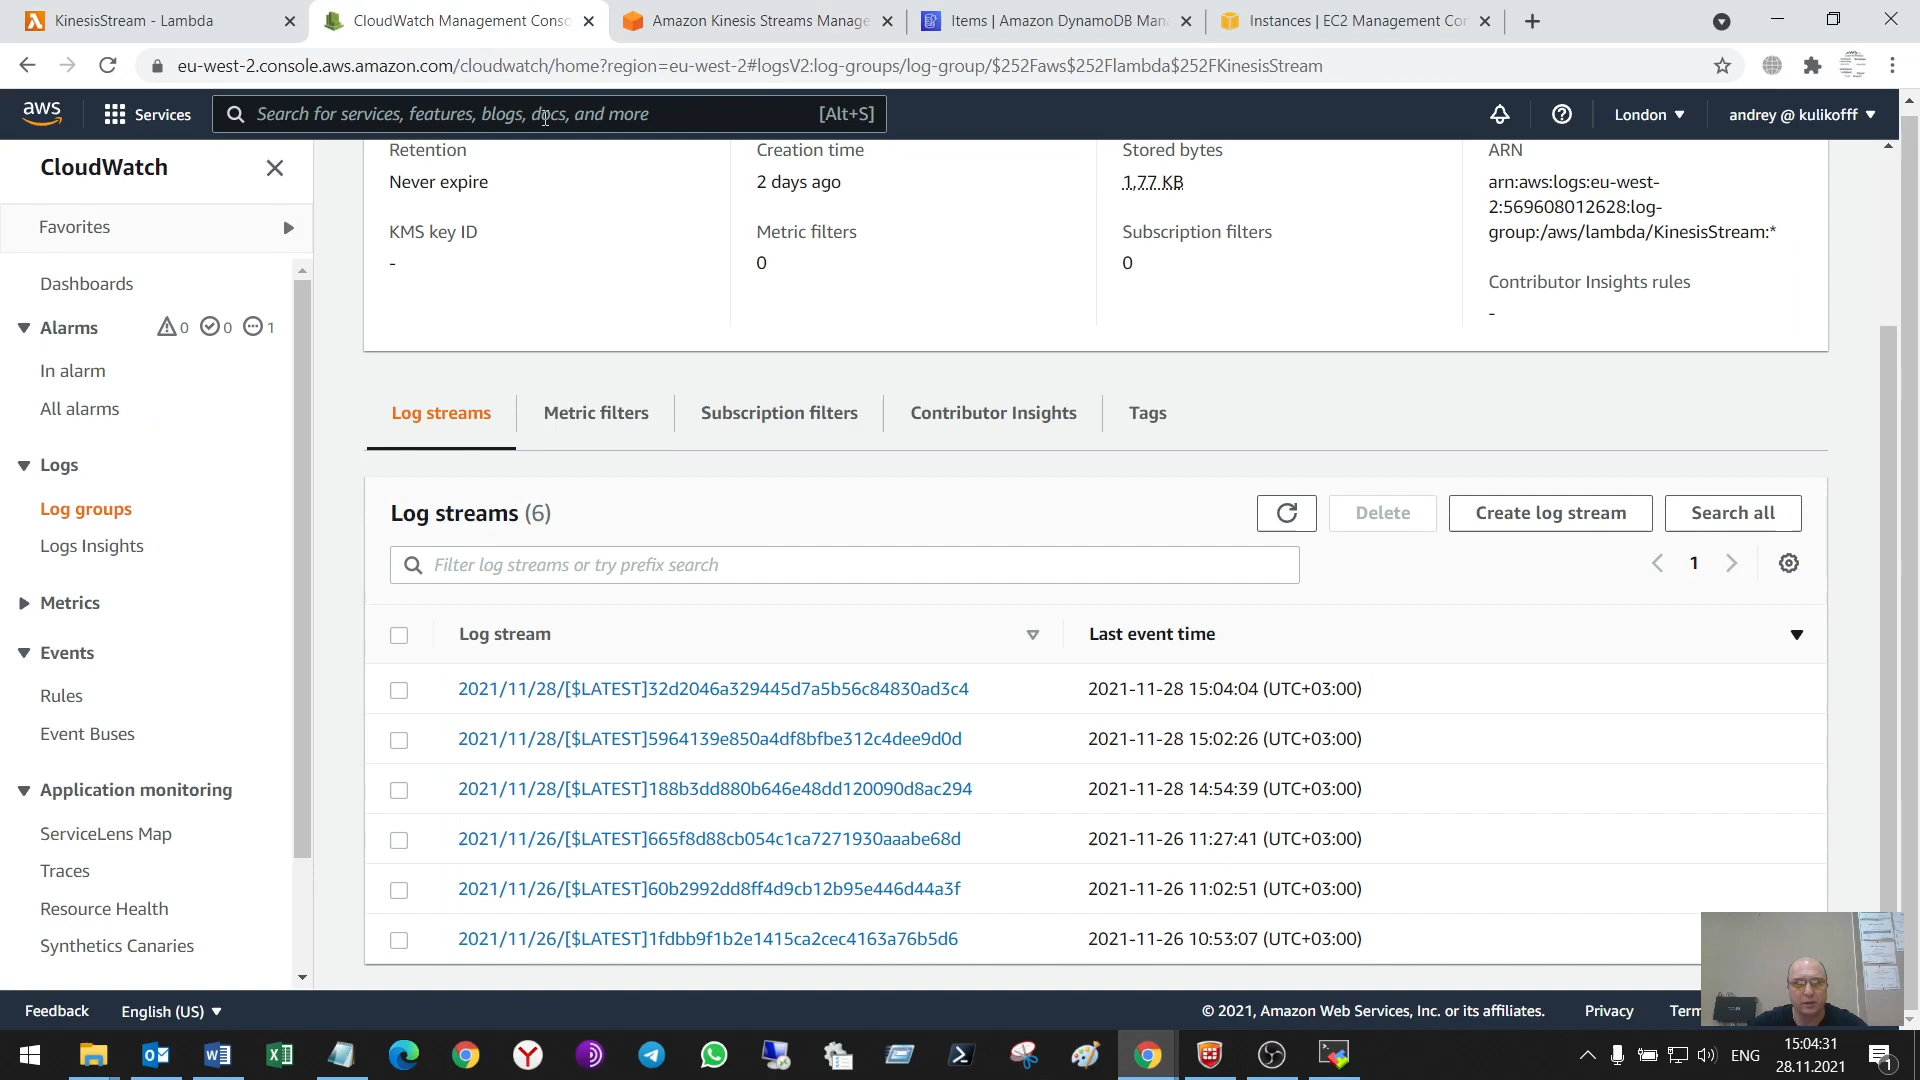 KinesisStream - Lambda
CloudWatch Management Conso
Amazon Kinesis Streams Manage
Items | Amazon DynamoDB Man
Instances | EC2 Management Con
eu-west-2.console.aws.amazon.com/cloudwatch/home?region=eu-west-2#logsV2:log-groups/log-group/$252Faws$252Flambda$252FKinesisStream
aws
Services
Search for services, features, blogs, docs, and more
[Alt+S]
London
andrey @ kulikofff
CloudWatch
Favorites
Dashboards
Alarms
0
0
1
In alarm
All alarms
Logs
Log groups
Logs Insights
Metrics
Events
Rules
Event Buses
Application monitoring
ServiceLens Map
Traces
Resource Health
Synthetics Canaries
Retention
Never expire
KMS key ID
-
Creation time
2 days ago
Metric filters
0
Stored bytes
1,77 KB
Subscription filters
0
ARN
arn:aws:logs:eu-west-
2:569608012628:log-
group:/aws/lambda/KinesisStream:*
Contributor Insights rules
-
Log streams
Metric filters
Subscription filters
Contributor Insights
Tags
Log streams (6)
Delete
Create log stream
Search all
Filter log streams or try prefix search
1
Log stream
Last event time
2021/11/28/[$LATEST]32d2046a329445d7a5b56c84830ad3c4
2021-11-28 15:04:04 (UTC+03:00)
2021/11/28/[$LATEST]5964139e850a4df8bfbe312c4dee9d0d
2021-11-28 15:02:26 (UTC+03:00)
2021/11/28/[$LATEST]188b3dd880b646e48dd120090d8ac294
2021-11-28 14:54:39 (UTC+03:00)
2021/11/26/[$LATEST]665f8d88cb054c1ca7271930aaabe68d
2021-11-26 11:27:41 (UTC+03:00)
2021/11/26/[$LATEST]60b2992dd8ff4d9cb12b95e446d44a3f
2021-11-26 11:02:51 (UTC+03:00)
2021/11/26/[$LATEST]1fdbb9f1b2e1415ca2cec4163a76b5d6
2021-11-26 10:53:07 (UTC+03:00)
Feedback
English (US)
© 2021, Amazon Web Services, Inc. or its affiliates.
Privacy
Term
ENG
15:04:31
28.11.2021
1